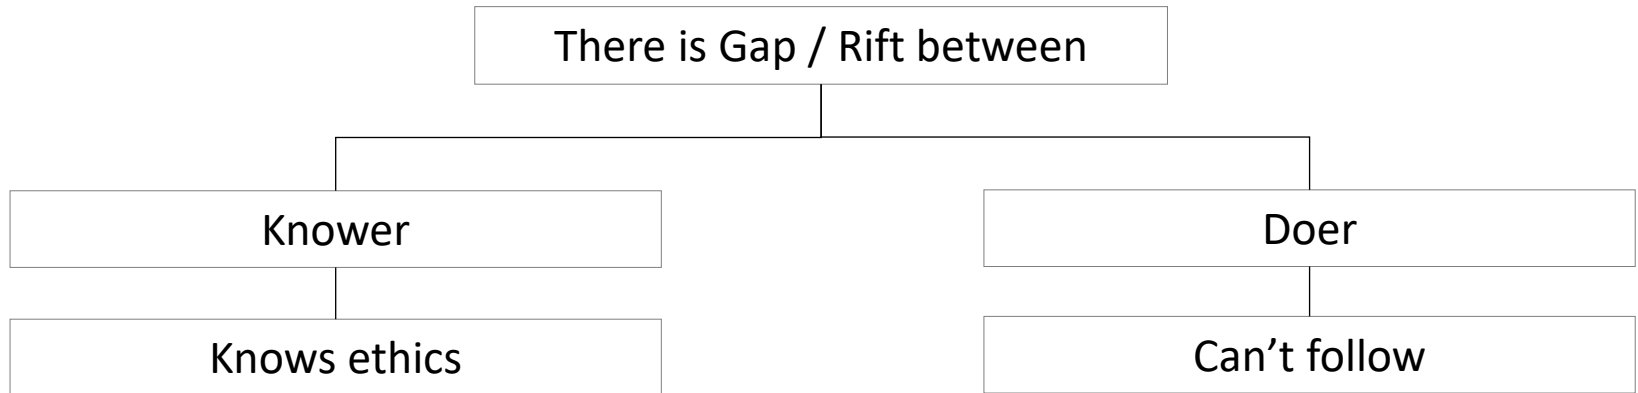 There is Gap / Rift between
Knower
Doer
Knows ethics
Can’t follow